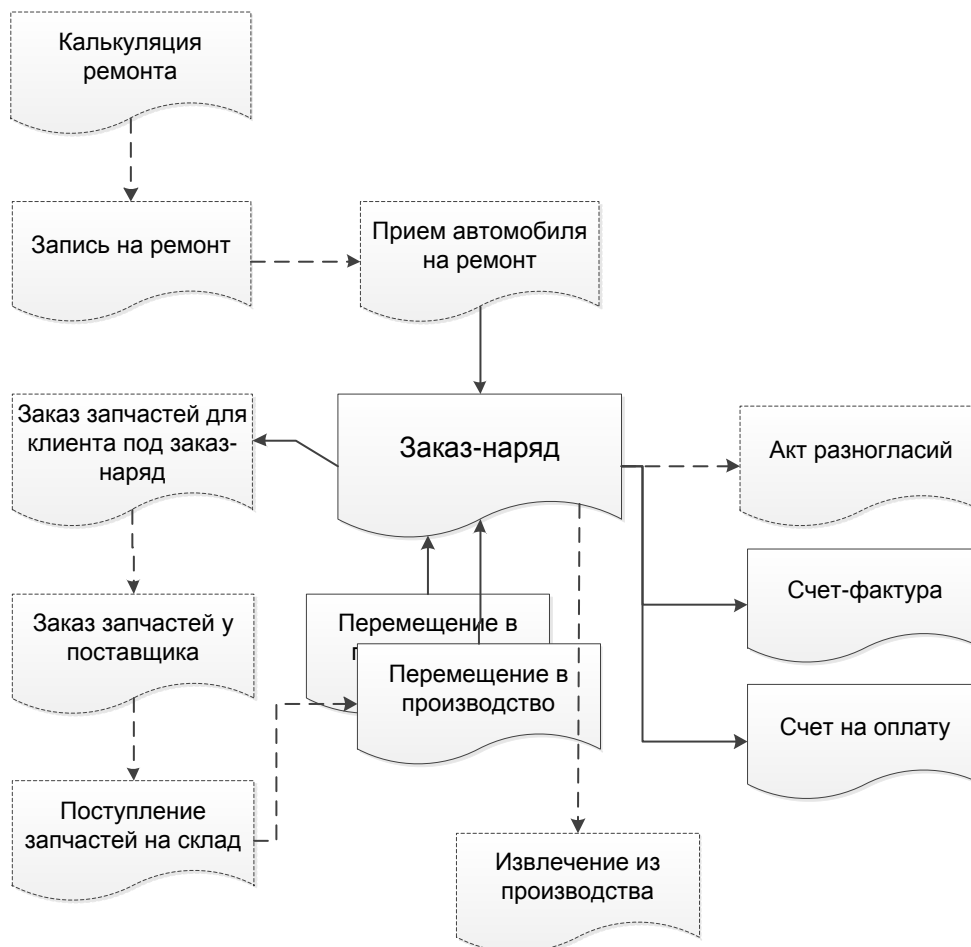 Калькуляция
ремонта
Запись на ремонт
Прием автомобиля
на ремонт
Заказ запчастей для
клиента под заказ-
наряд
Заказ-наряд
Акт разногласий
Счет-фактура
Заказ запчастей у
поставщика
Перемещение в
Перемещение в
производство
Счет на оплату
Поступление
запчастей на склад
Извлечение из
производства